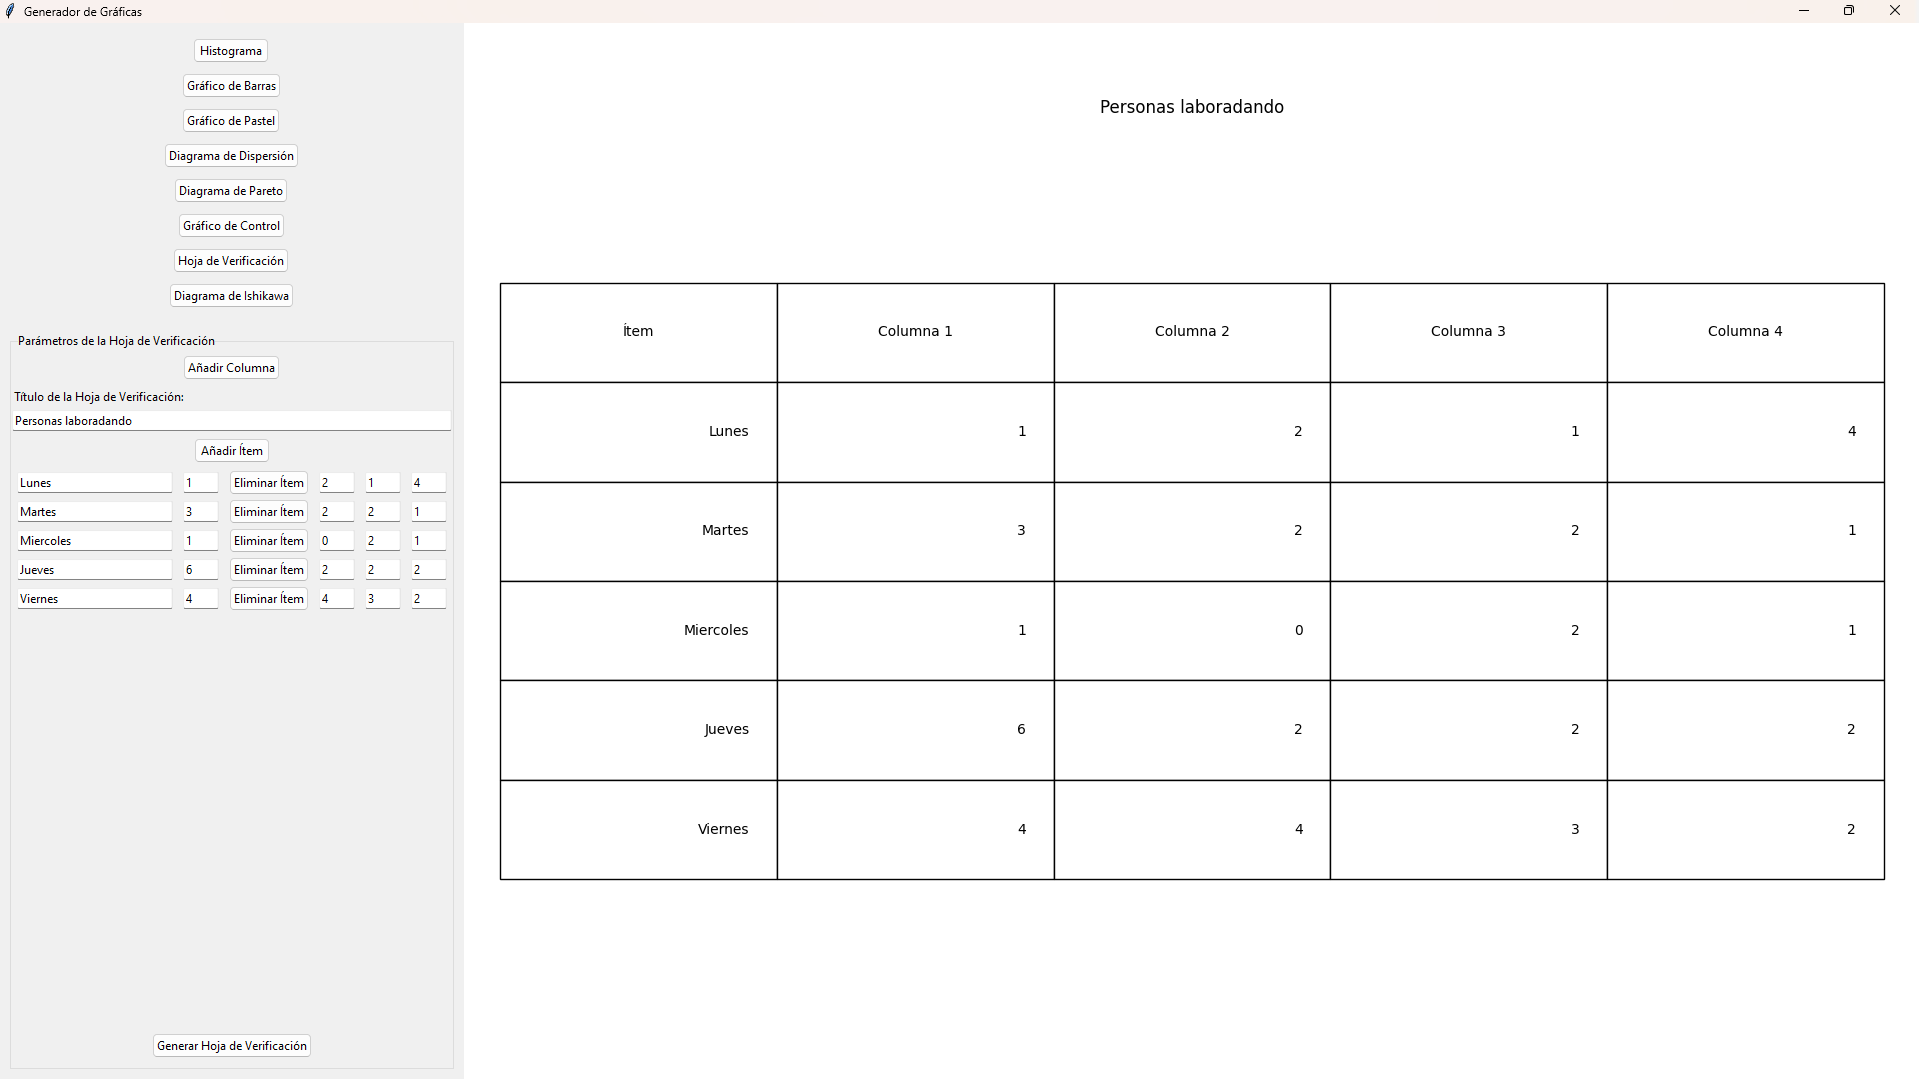 Generador de Gráficas
Histograma
Gráfico de Barras
Gráfico de Pastel
Diagrama de Dispersión
Diagrama de Pareto
Gráfico de Control
Hoja de Verificación
Diagrama de Ishikawa
Parámetros de la Hoja de Verificación
Añadir Columna
Título de la Hoja de Verificación:
Personas laboradando
Añadir Ítem
Lunes 1 Eliminar Ítem 2 1 4
Martes 3 Eliminar Ítem 2 2 1
Miercoles 1 Eliminar Ítem 0 2 1
Jueves 6 Eliminar Ítem 2 2 2
Viernes 4 Eliminar Ítem 4 3 2
Generar Hoja de Verificación
Personas laboradando
Ítem Columna 1 Columna 2 Columna 3 Columna 4
Lunes 1 2 1 4
Martes 3 2 2 1
Miercoles 1 0 2 1
Jueves 6 2 2 2
Viernes 4 4 3 2